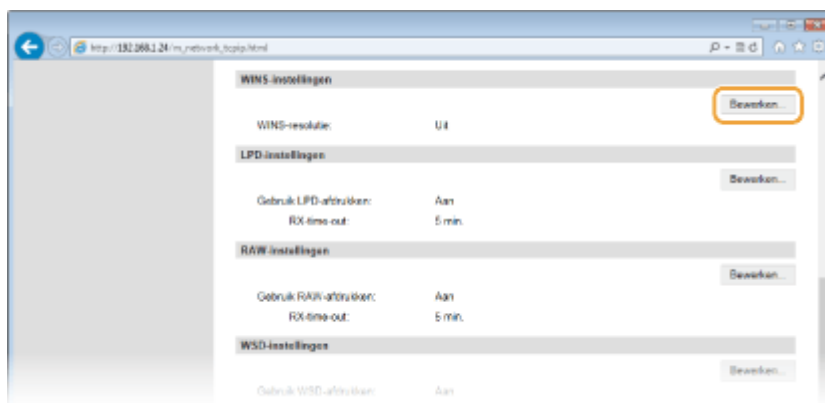 http://192.168.1.24/m_network_tcpip.html
WINS-instellingen
Bewerken...
WINS-resolutie: Uit
LPD-instellingen
Bewerken...
Gebruik LPD-afdrukken: Aan
RX-time-out: 5 min.
RAW-instellingen
Bewerken...
Gebruik RAW-afdrukken: Aan
RX-time-out: 5 min.
WSD-instellingen
Bewerken...
Gebruik WSD-afdrukken: Aan